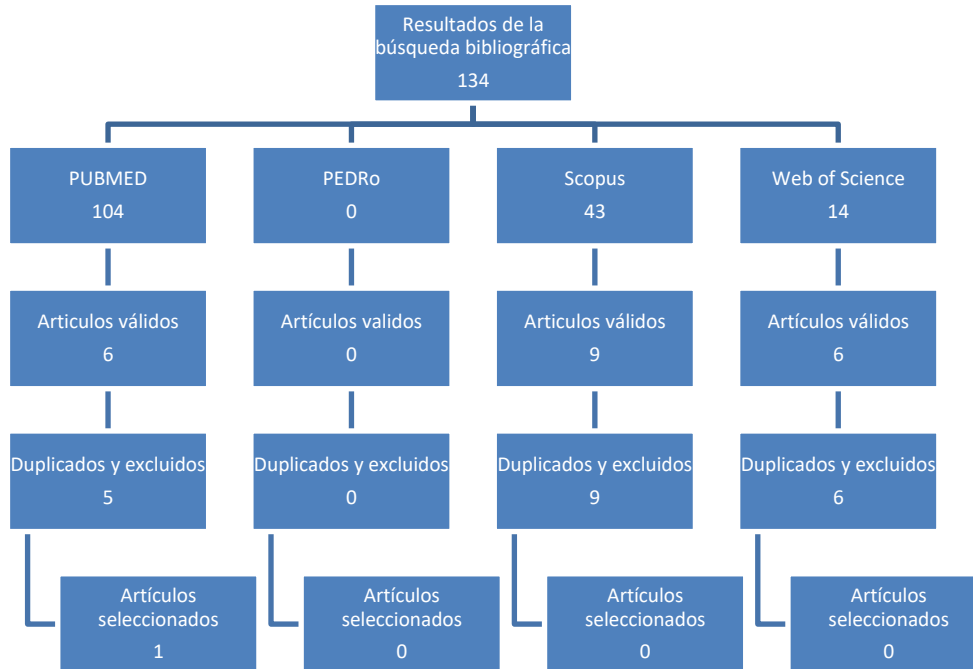 Resultados de la
búsqueda bibliográfica
134
PUBMED
104
PEDRo
0
Scopus
43
Web of Science
14
Articulos válidos
6
Artículos validos
0
Articulos válidos
9
Artículos válidos
6
Duplicados y excluidos
5
Duplicados y excluidos
0
Duplicados y excluidos
9
Duplicados y excluidos
6
Artículos
seleccionados
1
Artículos
seleccionados
0
Artículos
seleccionados
0
Artículos
seleccionados
0